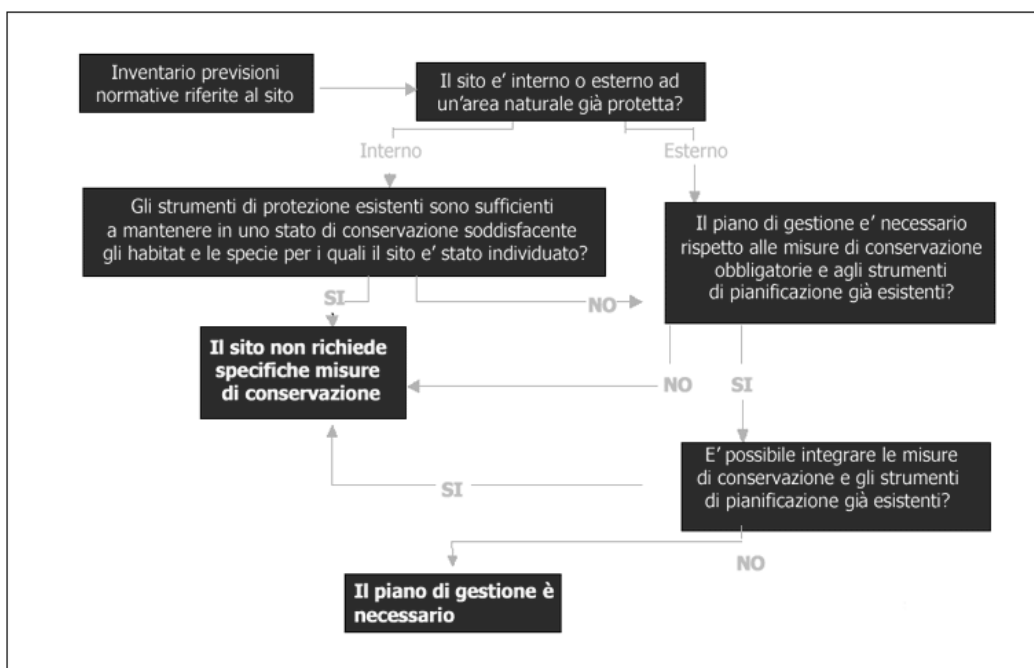 Inventario previsioni
normative riferite al sito
Il sito e’ interno o esterno ad
un’area naturale già protetta?
Interno
Esterno
Gli strumenti di protezione esistenti sono sufficienti
a mantenere in uno stato di conservazione soddisfacente
gli habitat e le specie per i quali il sito e’ stato individuato?
Il piano di gestione e’ necessario
rispetto alle misure di conservazione
obbligatorie e agli strumenti
di pianificazione già esistenti?
SI
NO
Il sito non richiede
specifiche misure
di conservazione
NO
SI
E’ possibile integrare le misure
di conservazione e gli strumenti
di pianificazione già esistenti?
SI
NO
Il piano di gestione è
necessario